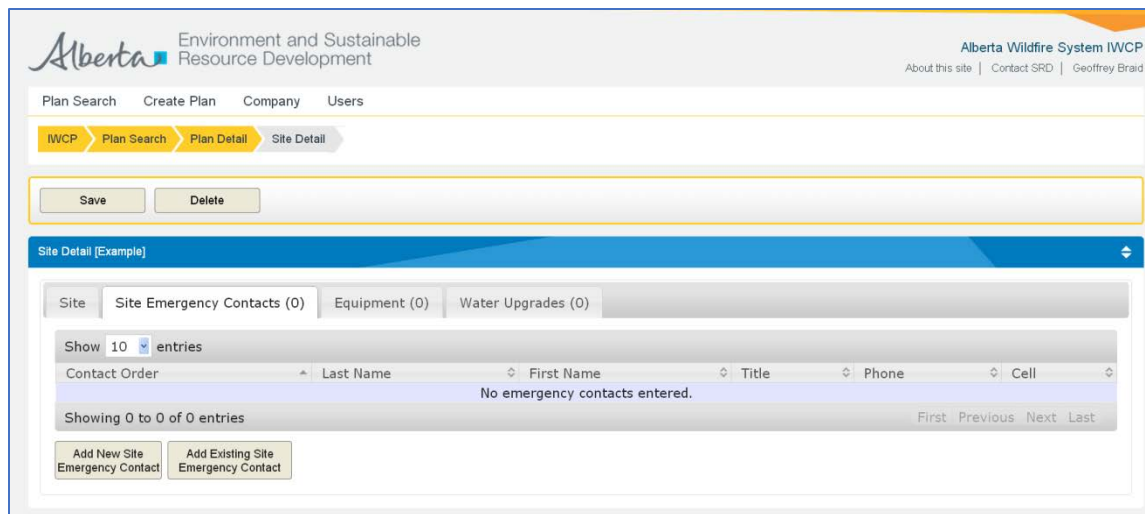 Alberta Environment and Sustainable
Resource Development
Alberta Wildfire System IWCP
About this site | Contact SRD | Geoffrey Braid
Plan Search Create Plan Company Users
IWCP Plan Search Plan Detail Site Detail
Save Delete
Site Detail [Example]
Site Site Emergency Contacts (0) Equipment (0) Water Upgrades (0)
Show 10 entries
Contact Order Last Name First Name Title Phone Cell
No emergency contacts entered.
Showing 0 to 0 of 0 entries First Previous Next Last
Add New Site
Emergency Contact
Add Existing Site
Emergency Contact